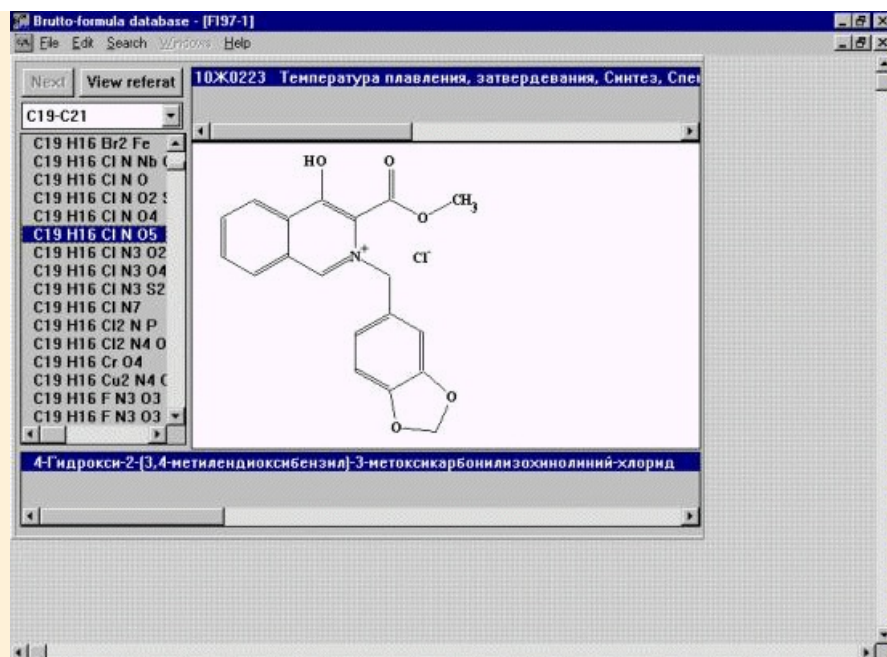 Brutto-formula database - [FI97-1]
File Edit Search Windows Help
Next View referat
10Ж0223 Температура плавления, затвердевания, Синтез,
C19-C21
C19 H16 Br2 Fe
C19 H16 Cl N Nb
C19 H16 Cl N O
C19 H16 Cl N O2 S
C19 H16 Cl N O4
C19 H16 Cl N O5
C19 H16 Cl N3 O2
C19 H16 Cl N3 O4
C19 H16 Cl N3 S2
C19 H16 Cl N7
C19 H16 Cl2 N P
C19 H16 Cl2 N4 O
C19 H16 Cr O4
C19 H16 Cu2 N4
C19 H16 F N3 O3
C19 H16 F N3 O3
HO O
O CH3
N+ Cl-
O
O
4-Гидрокси-2-(3,4-метилендиоксибензил)-3-метоксикарбонилизохинолиний-хлорид